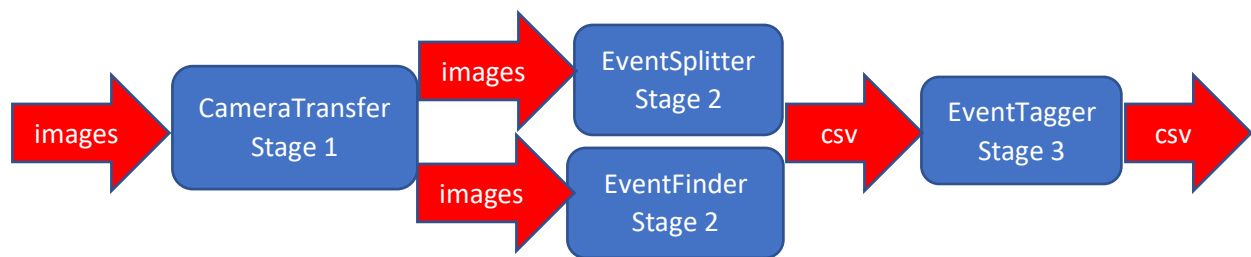 images
CameraTransfer
Stage 1
images
EventSplitter
Stage 2
images
EventFinder
Stage 2
csv
EventTagger
Stage 3
csv